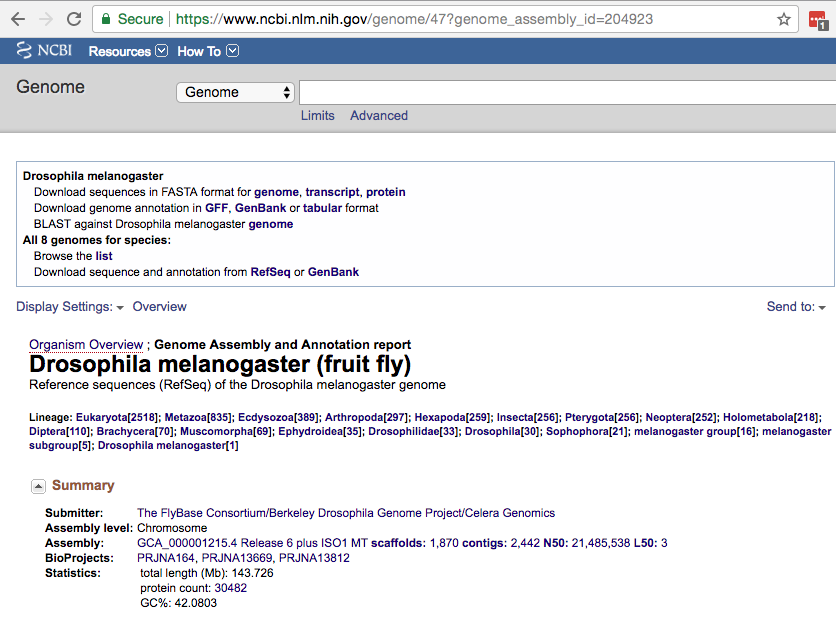 Secure https://www.ncbi.nlm.nih.gov/genome/47?genome_assembly_id=204923
1
NCBI Resources How To
Genome Genome
Limits Advanced
Drosophila melanogaster
Download sequences in FASTA format for genome, transcript, protein
Download genome annotation in GFF, GenBank or tabular format
BLAST against Drosophila melanogaster genome
All 8 genomes for species:
Browse the list
Download sequence and annotation from RefSeq or GenBank
Display Settings: Overview Send to:
Organism Overview ; Genome Assembly and Annotation report
Drosophila melanogaster (fruit fly)
Reference sequences (RefSeq) of the Drosophila melanogaster genome
Lineage: Eukaryota[2518]; Metazoa[835]; Ecdysozoa[389]; Arthropoda[297]; Hexapoda[259]; Insecta[256]; Pterygota[256]; Neoptera[252]; Holometabola[218];
Diptera[110]; Brachycera[70]; Muscomorpha[69]; Ephydroidea[35]; Drosophilidae[33]; Drosophila[30]; Sophophora[21]; melanogaster group[16]; melanogaster
subgroup[5]; Drosophila melanogaster[1]
Summary
Submitter: The FlyBase Consortium/Berkeley Drosophila Genome Project/Celera Genomics
Assembly level: Chromosome
Assembly: GCA_000001215.4 Release 6 plus ISO1 MT scaffolds: 1,870 contigs: 2,442 N50: 21,485,538 L50: 3
BioProjects: PRJNA164, PRJNA13669, PRJNA13812
Statistics: total length (Mb): 143.726
protein count: 30482
GC%: 42.0803